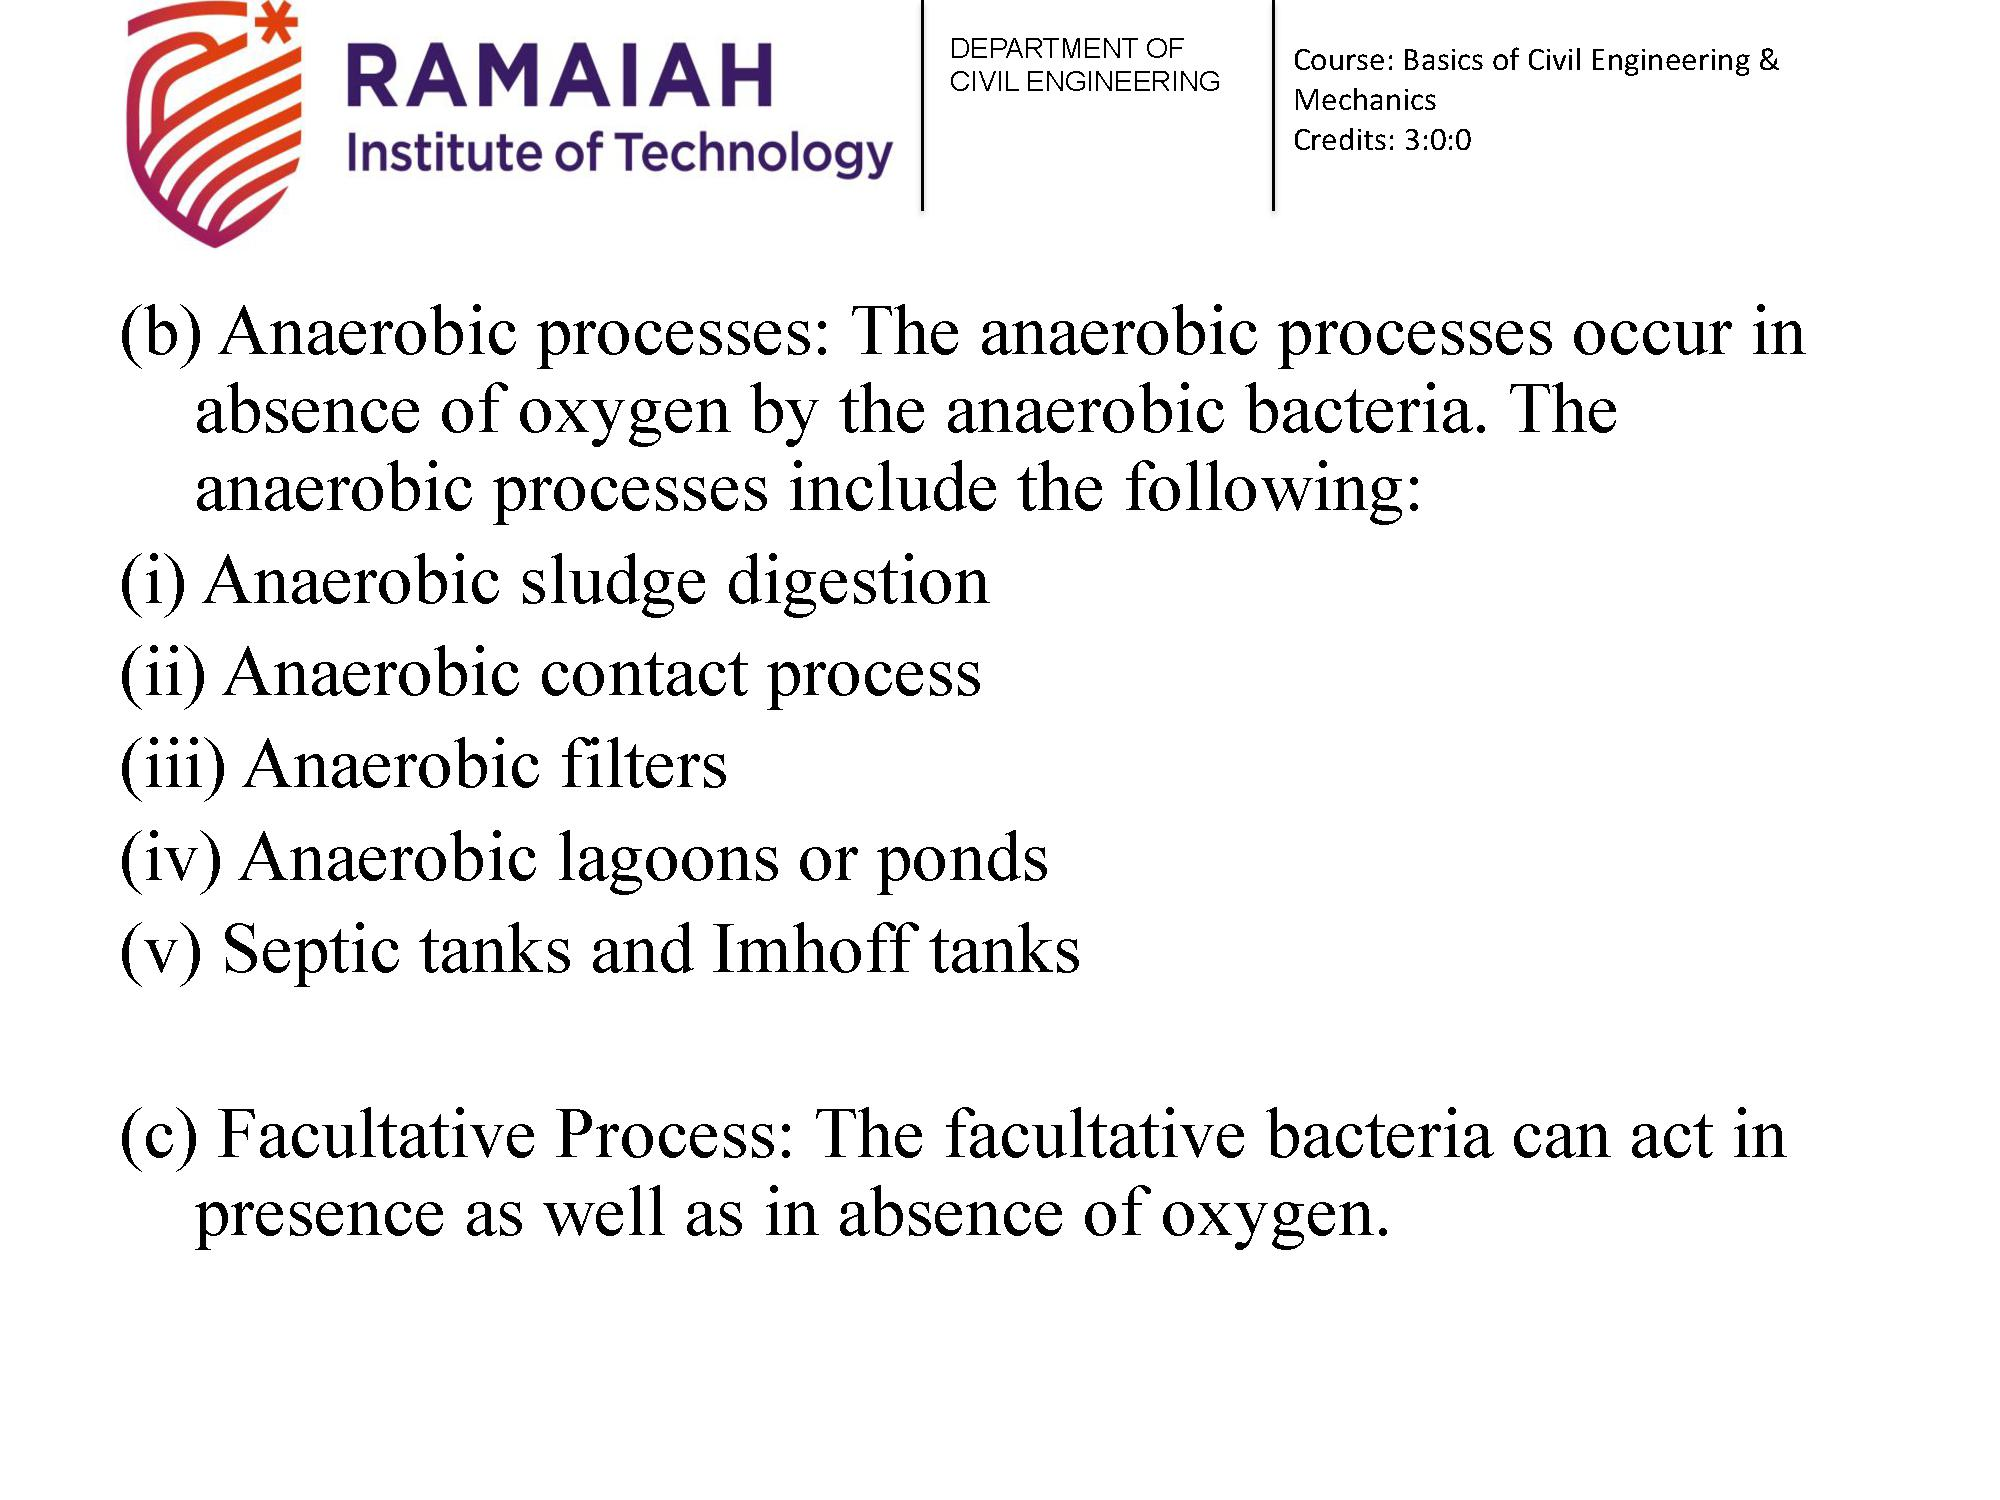 RAMAIAH
Institute of Technology
DEPARTMENT OF
CIVIL ENGINEERING
Course: Basics of Civil Engineering &
Mechanics
Credits: 3:0:0
(b) Anaerobic processes: The anaerobic processes occur in
absence of oxygen by the anaerobic bacteria. The
anaerobic processes include the following:
(i) Anaerobic sludge digestion
(ii) Anaerobic contact process
(iii) Anaerobic filters
(iv) Anaerobic lagoons or ponds
(v) Septic tanks and Imhoff tanks
(c) Facultative Process: The facultative bacteria can act in
presence as well as in absence of oxygen.